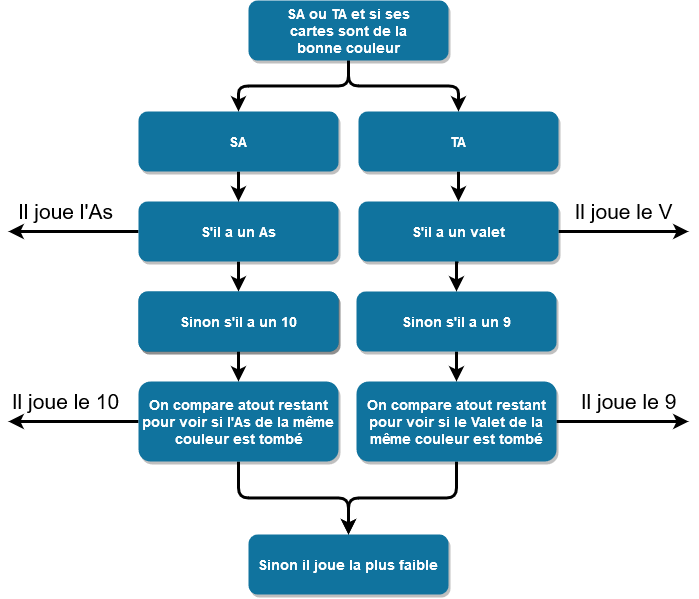 SA ou TA et si ses
cartes sont de la
bonne couleur
SA
TA
Il joue l'As
S'il a un As
S'il a un valet
Il joue le V
Sinon s'il a un 10
Sinon s'il a un 9
Il joue le 10
On compare atout restant
pour voir si l'As de la même
couleur est tombé
On compare atout restant
pour voir si le Valet de la
même couleur est tombé
Il joue le 9
Sinon il joue la plus faible